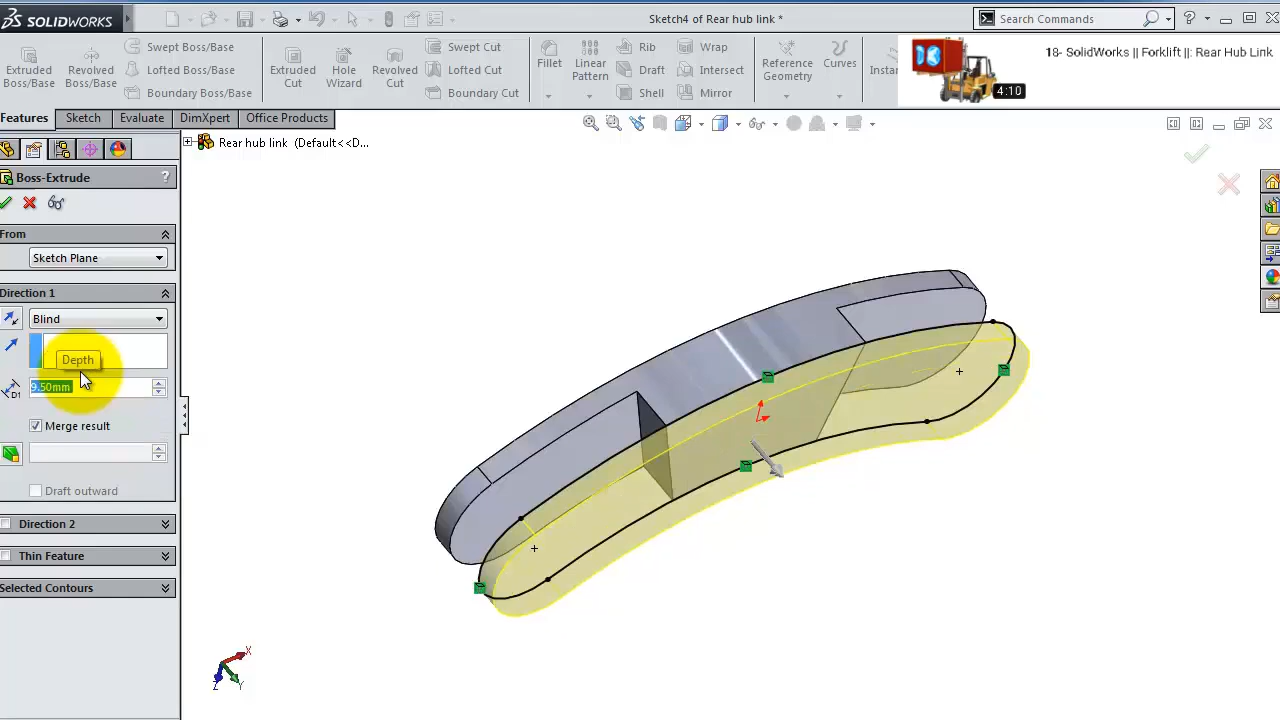 SOLIDWORKS
Sketch4 of Rear hub link *
Search Commands
?
Extruded Boss/Base
Revolved Boss/Base
Swept Boss/Base
Lofted Boss/Base
Boundary Boss/Base
Extruded Cut
Hole Wizard
Revolved Cut
Swept Cut
Lofted Cut
Boundary Cut
Fillet
Linear Pattern
Rib
Draft
Shell
Wrap
Intersect
Mirror
Reference Geometry
Curves
Instan
18- SolidWorks || Forklift ||: Rear Hub Link
4:10
Features
Sketch
Evaluate
DimXpert
Office Products
Rear hub link (Default<<D...
Boss-Extrude
?
From
Sketch Plane
Direction 1
Blind
Depth
D1
9.50mm
Merge result
Draft outward
Direction 2
Thin Feature
Selected Contours
X
Y
Z